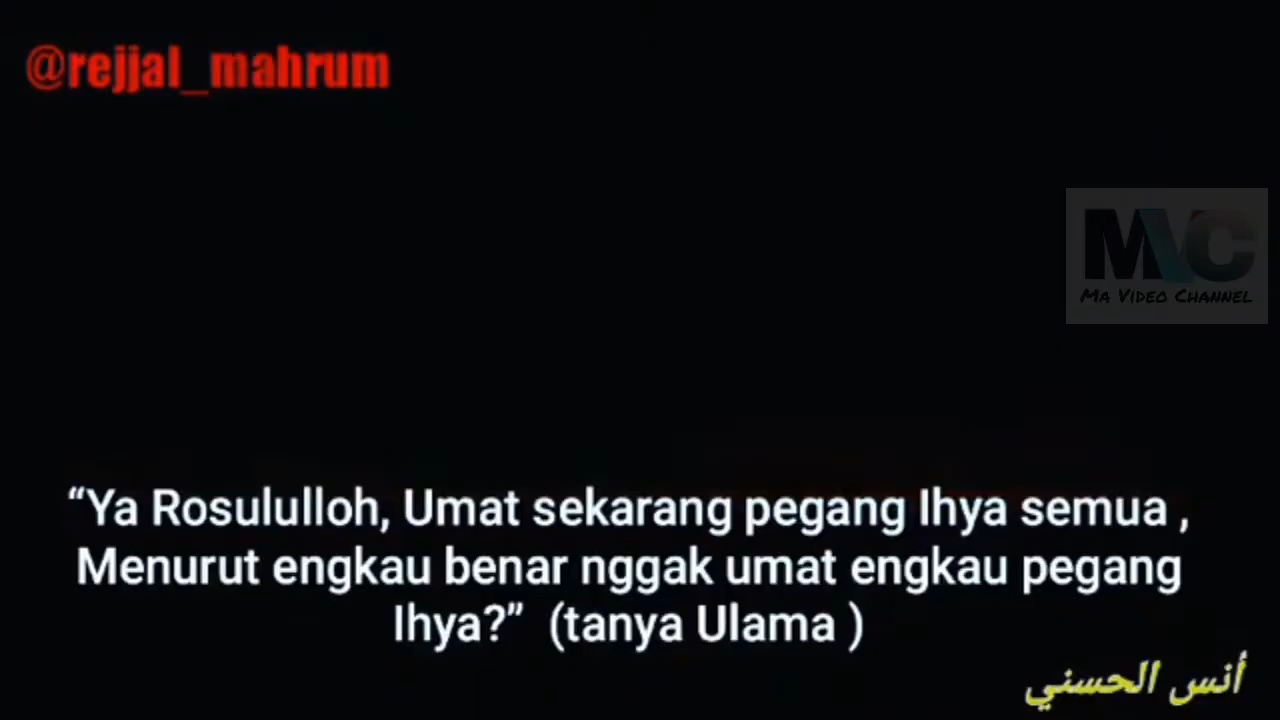 @rejjal_mahrum
MVC
Ma Video Channel
“Ya Rosululloh, Umat sekarang pegang Ihya semua ,
Menurut engkau benar nggak umat engkau pegang
Ihya?” (tanya Ulama )
أنس الحسني